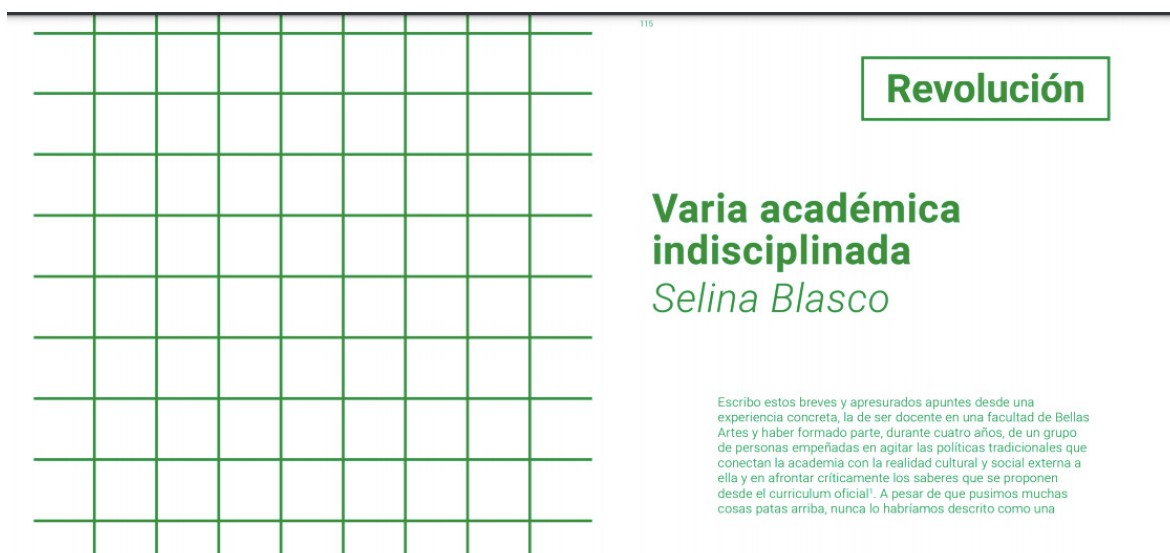 115
Revolución
Varia académica
indisciplinada
Selina Blasco
Escribo estos breves y apresurados apuntes desde una
experiencia concreta, la de ser docente en una facultad de Bellas
Artes y haber formado parte, durante cuatro años, de un grupo
de personas empeñadas en agitar las políticas tradicionales que
conectan la academia con la realidad cultural y social externa a
ella y en afrontar críticamente los saberes que se proponen
desde el curriculum oficial¹. A pesar de que pusimos muchas
cosas patas arriba, nunca lo habríamos descrito como una